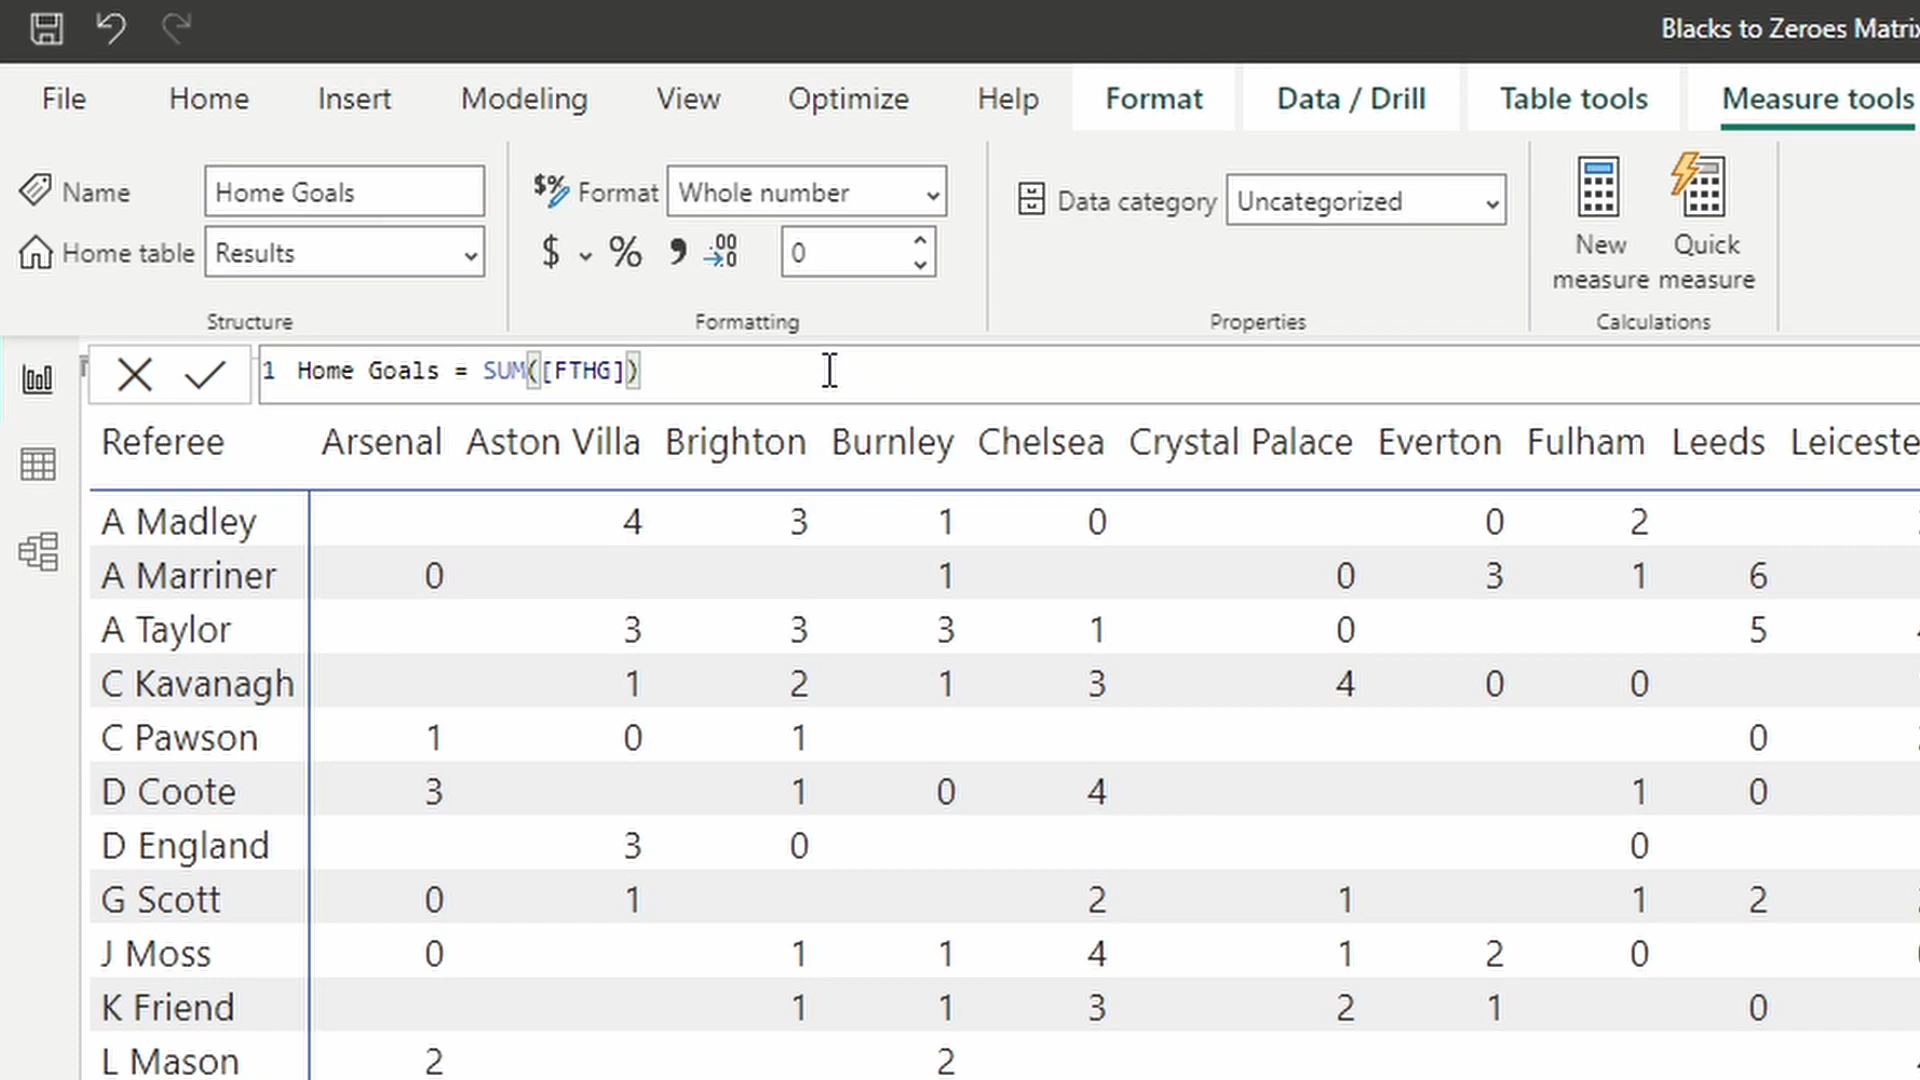 Blacks to Zeroes Matrix
File Home Insert Modeling View Optimize Help Format Data / Drill Table tools Measure tools
Name Home Goals
Home table Results
Structure
$% Format Whole number
$ % , .00 .0 0
Formatting
Data category Uncategorized
Properties
New measure
Quick measure
Calculations
1 Home Goals = SUM([FTHG])
Referee Arsenal Aston Villa Brighton Burnley Chelsea Crystal Palace Everton Fulham Leeds Leiceste
A Madley 4 3 1 0 0 2
A Marriner 0 1 0 3 1 6
A Taylor 3 3 3 1 0 5
C Kavanagh 1 2 1 3 4 0 0
C Pawson 1 0 1 0
D Coote 3 1 0 4 1 0
D England 3 0 0
G Scott 0 1 2 1 1 2
J Moss 0 1 1 4 1 2 0
K Friend 1 1 3 2 1 0
L Mason 2 2